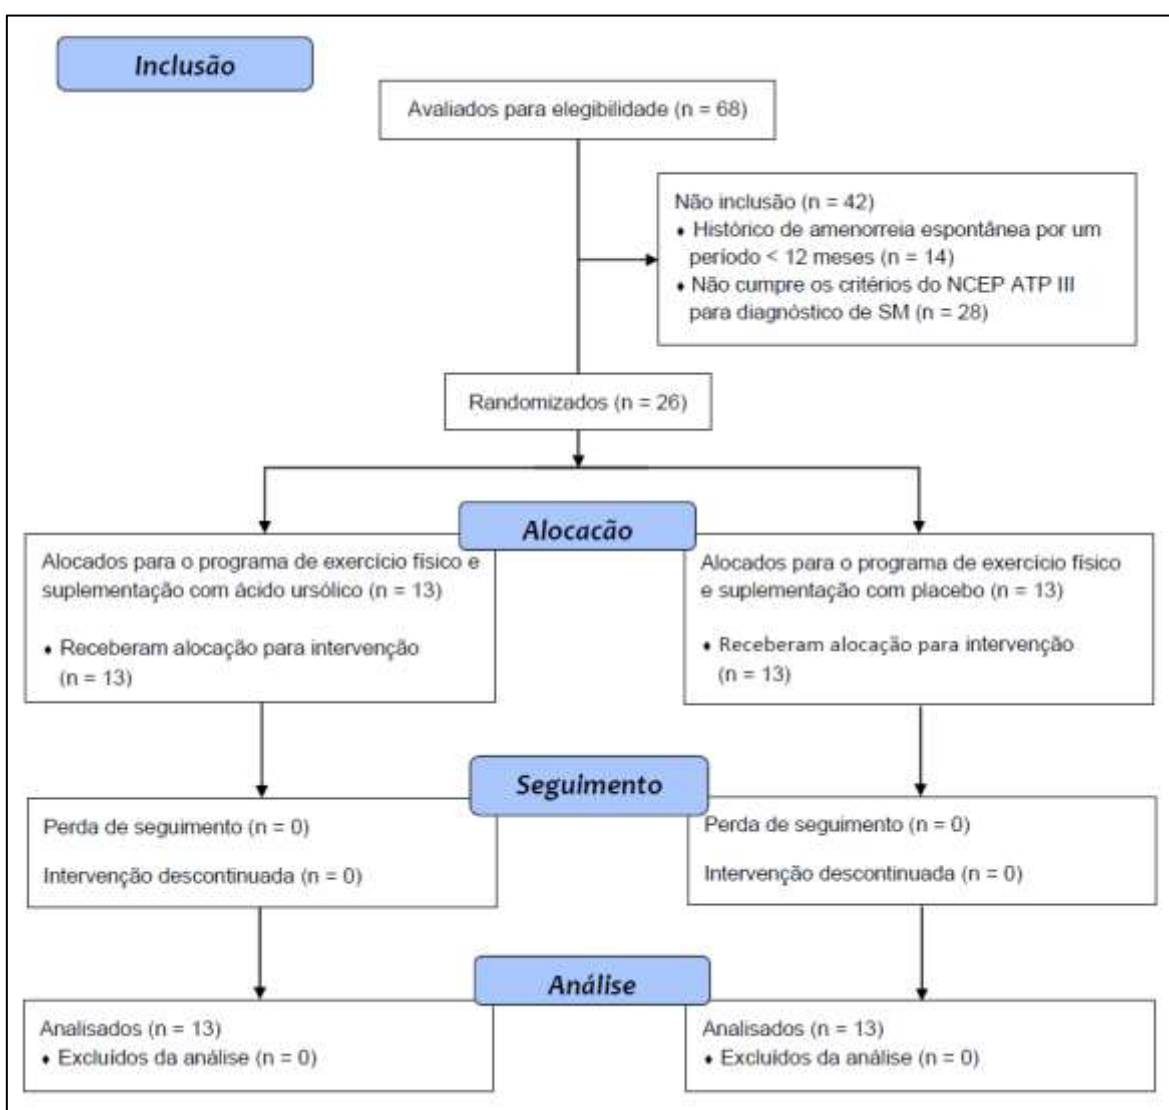 Inclusão
Avaliados para elegibilidade (n = 68)
Não inclusão (n = 42)
♦ Histórico de amenorreia espontânea por um
período < 12 meses (n = 14)
♦ Não cumpre os critérios do NCEP ATP III
para diagnóstico de SM (n = 28)
Randomizados (n = 26)
Alocacão
Alocados para o programa de exercício físico e
suplementação com ácido ursólico (n = 13)
♦ Receberam alocação para intervenção
(n = 13)
Alocados para o programa de exercício físico
e suplementação com placebo (n = 13)
♦ Receberam alocação para intervenção
(n = 13)
Seguimento
Perda de seguimento (n = 0)
Intervenção descontinuada (n = 0)
Perda de seguimento (n = 0)
Intervenção descontinuada (n = 0)
Análise
Analisados (n = 13)
♦ Excluídos da análise (n = 0)
Analisados (n = 13)
♦ Excluídos da análise (n = 0)